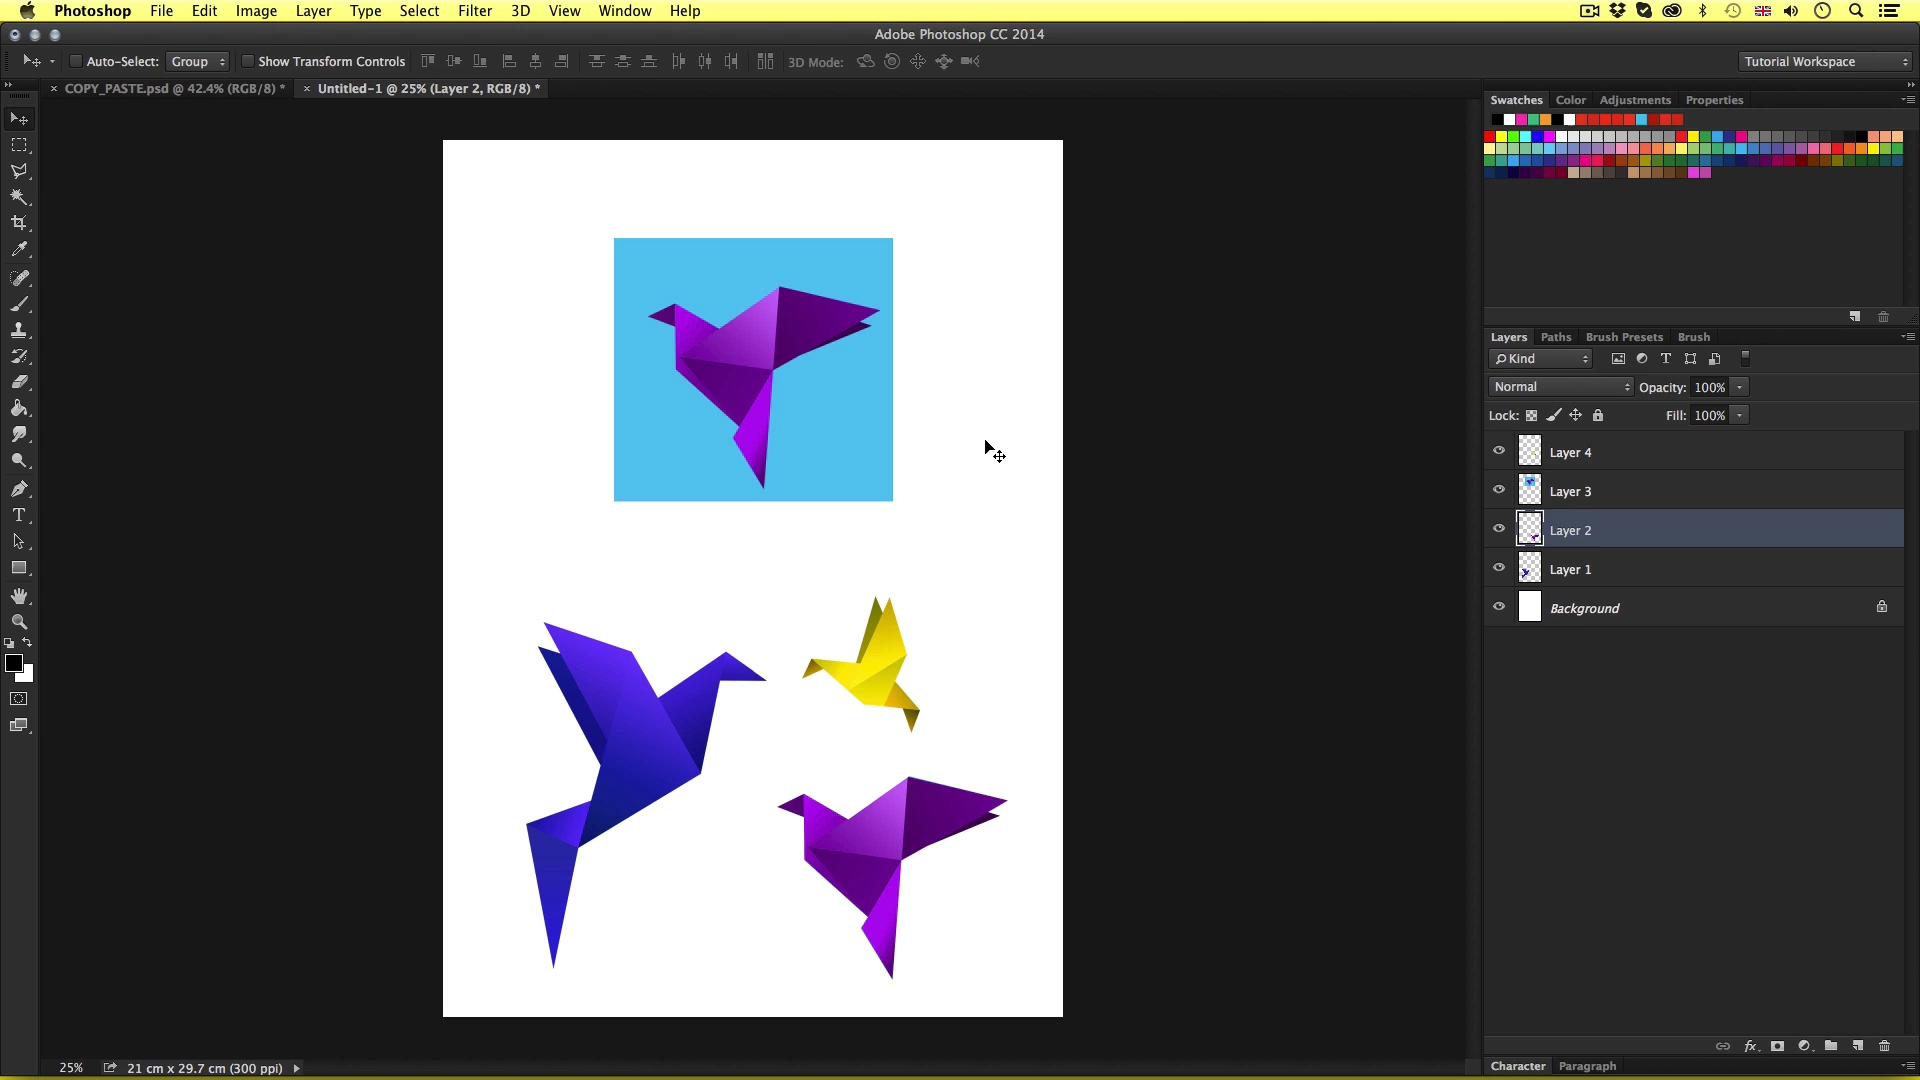 Photoshop File Edit Image Layer Type Select Filter 3D View Window Help
Adobe Photoshop CC 2014
Auto-Select: Group Show Transform Controls 3D Mode: Tutorial Workspace
× COPY_PASTE.psd @ 42.4% (RGB/8) * × Untitled-1 @ 25% (Layer 2, RGB/8) *
Swatches Color Adjustments Properties
Layers Paths Brush Presets Brush
Kind
Normal Opacity: 100%
Lock: Fill: 100%
Layer 4
Layer 3
Layer 2
Layer 1
Background
25% 21 cm x 29.7 cm (300 ppi)
Character Paragraph